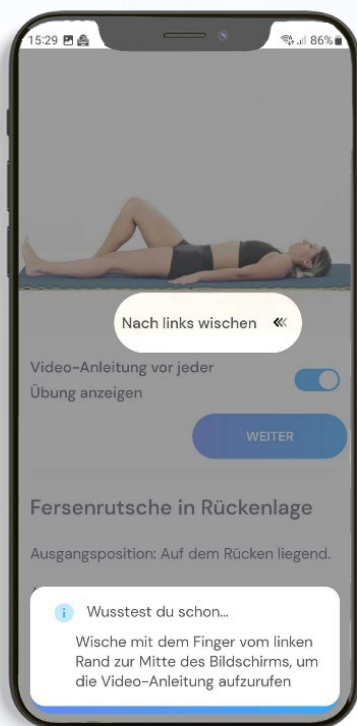 15:29
86%
Nach links wischen
Video-Anleitung vor jeder
Übung anzeigen
WEITER
Fersenrutsche in Rückenlage
Ausgangsposition: Auf dem Rücken liegend.
Wusstest du schon...
Wische mit dem Finger vom linken
Rand zur Mitte des Bildschirms, um
die Video-Anleitung aufzurufen